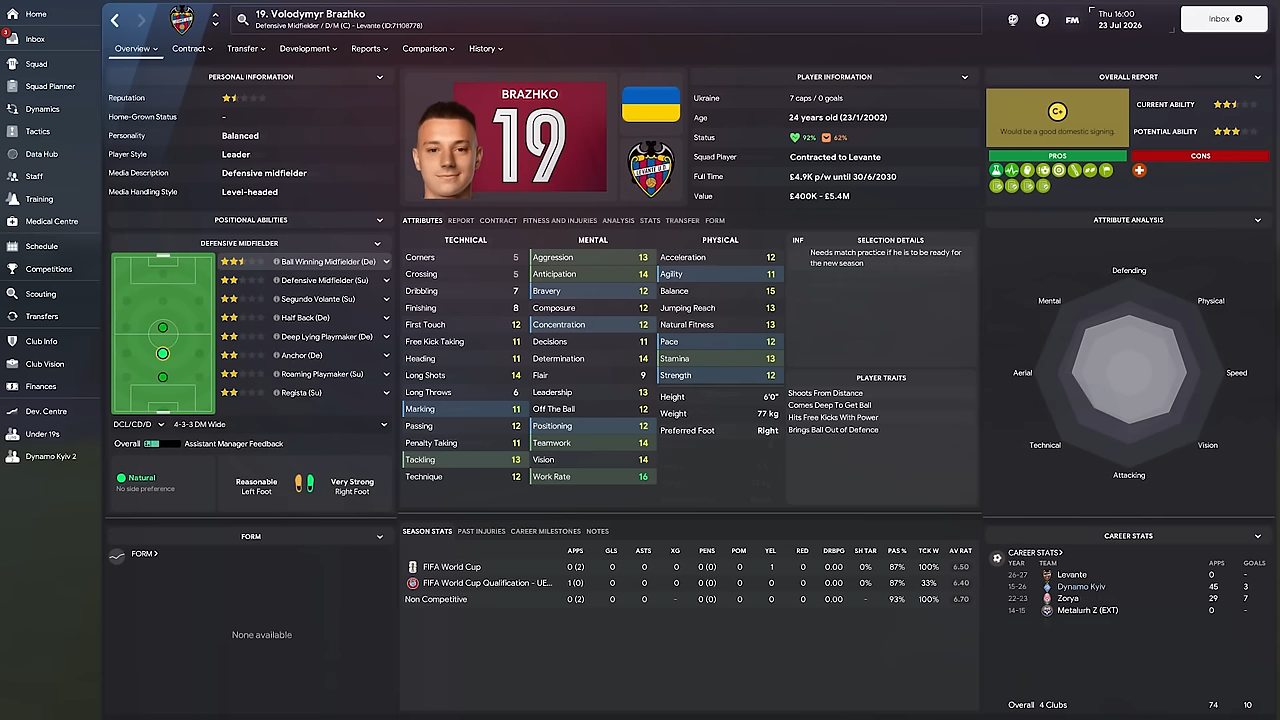 Home
19. Volodymyr Brazhko
Defensive Midfielder / D/M (C) - Levante (ID:71108778)
FM
Thu 16:00
23 Jul 2026
Inbox
3
Inbox
Squad
Squad Planner
Dynamics
Tactics
Data Hub
Staff
Training
Medical Centre
Schedule
Competitions
Scouting
Transfers
Club Info
Club Vision
Finances
Dev. Centre
Under 19s
Dynamo Kyiv 2
Overview Contract Transfer Development Reports Comparison History
PERSONAL INFORMATION
Reputation
Home-Grown Status -
Personality Balanced
Player Style Leader
Media Description Defensive midfielder
Media Handling Style Level-headed
BRAZHKO
19
PLAYER INFORMATION
Ukraine 7 caps / 0 goals
Age 24 years old (23/1/2002)
Status 92% 62%
Squad Player Contracted to Levante
Full Time £4.9K p/w until 30/6/2030
Value £400K - £5.4M
OVERALL REPORT
C+
Would be a good domestic signing.
CURRENT ABILITY
POTENTIAL ABILITY
PROS CONS
POSITIONAL ABILITIES
DEFENSIVE MIDFIELDER
Ball Winning Midfielder (De)
Defensive Midfielder (Su)
Segundo Volante (Su)
Half Back (De)
Deep Lying Playmaker (De)
Anchor (De)
Roaming Playmaker (Su)
Regista (Su)
DCL/CD/D 4-3-3 DM Wide
Overall Assistant Manager Feedback
Natural
No side preference
Reasonable
Left Foot
Very Strong
Right Foot
ATTRIBUTES REPORT CONTRACT FITNESS AND INJURIES ANALYSIS STATS TRANSFER FORM
TECHNICAL
Corners 5
Crossing 5
Dribbling 7
Finishing 8
First Touch 12
Free Kick Taking 11
Heading 11
Long Shots 14
Long Throws 6
Marking 11
Passing 12
Penalty Taking 11
Tackling 13
Technique 12
MENTAL
Aggression 13
Anticipation 14
Bravery 12
Composure 12
Concentration 12
Decisions 11
Determination 14
Flair 9
Leadership 13
Off The Ball 12
Positioning 12
Teamwork 14
Vision 14
Work Rate 16
PHYSICAL
Acceleration 12
Agility 11
Balance 15
Jumping Reach 13
Natural Fitness 13
Pace 12
Stamina 13
Strength 12
Height 6'0"
Weight 77 kg
Preferred Foot Right
INF SELECTION DETAILS
Needs match practice if he is to be ready for
the new season
PLAYER TRAITS
Shoots From Distance
Comes Deep To Get Ball
Hits Free Kicks With Power
Brings Ball Out of Defence
ATTRIBUTE ANALYSIS
Defending
Mental Physical
Aerial Speed
Technical Vision
Attacking
FORM
FORM >
None available
SEASON STATS PAST INJURIES CAREER MILESTONES NOTES
APPS GLS ASTS XG PENS POM YEL RED DRBPG SH TAR PAS % TCK W AV RAT
FIFA World Cup 0 (2) 0 0 0 0 (0) 0 1 0 0.00 0% 87% 100% 6.50
FIFA World Cup Qualification - UE... 1 (0) 0 0 0 0 (0) 0 0 0 0.00 0% 87% 33% 6.40
Non Competitive 0 (2) 0 0 - 0 (0) 0 0 0 0.00 - 93% 100% 6.70
CAREER STATS
CAREER STATS>
YEAR TEAM APPS GOALS
26-27 Levante 0 -
15-26 Dynamo Kyiv 45 3
22-23 Zorya 29 7
14-15 Metalurh Z (EXT) 0 -
Overall 4 Clubs 74 10